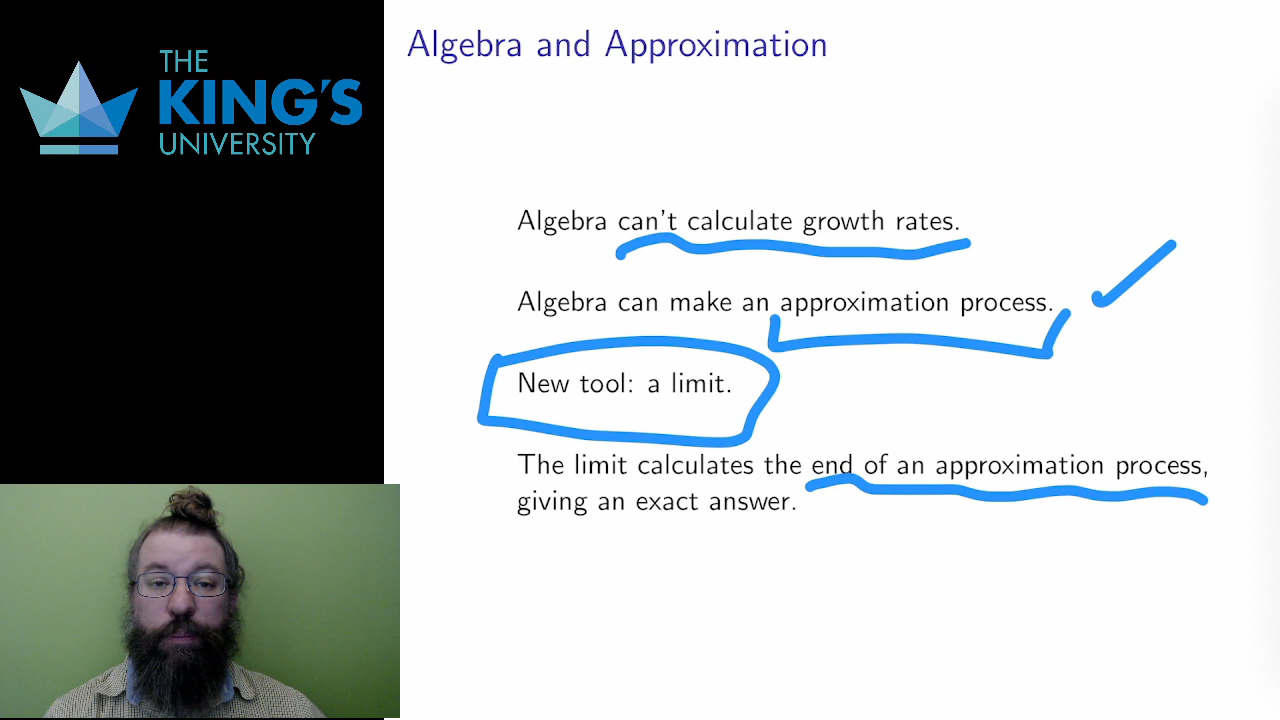 THE
KING'S
UNIVERSITY
Algebra and Approximation
Algebra can't calculate growth rates.
Algebra can make an approximation process.
New tool: a limit.
The limit calculates the end of an approximation process,
giving an exact answer.